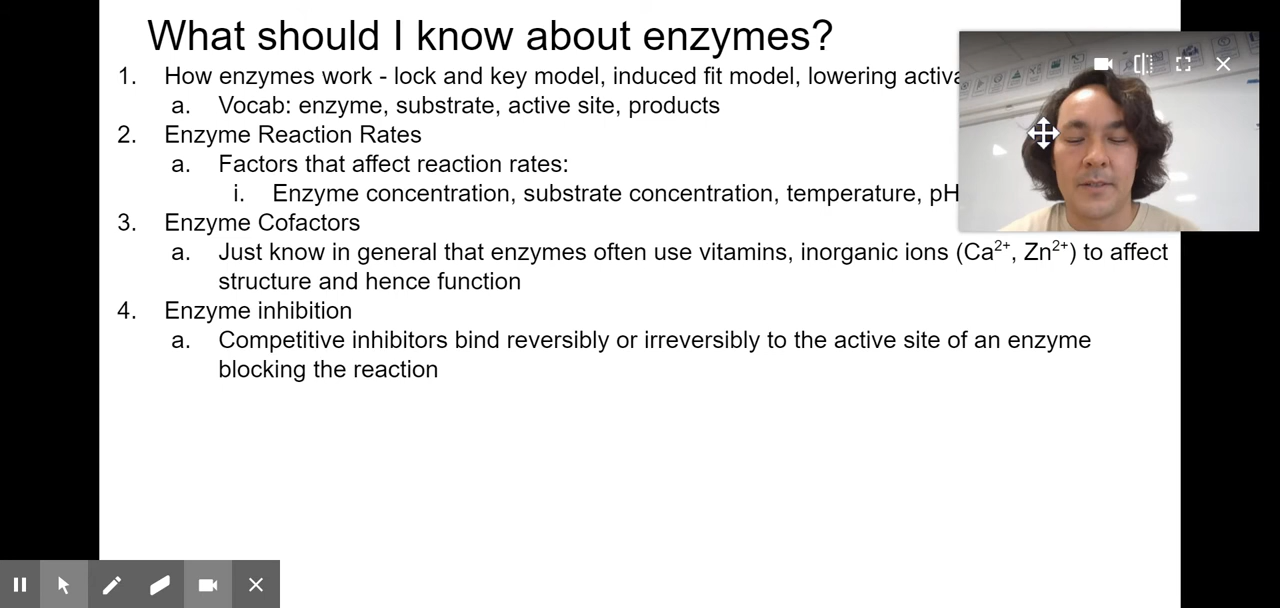 What should I know about enzymes?
1. How enzymes work - lock and key model, induced fit model, lowering
a. Vocab: enzyme, substrate, active site, products
2. Enzyme Reaction Rates
a. Factors that affect reaction rates:
i. Enzyme concentration, substrate concentration, temperature, pH
3. Enzyme Cofactors
a. Just know in general that enzymes often use vitamins, inorganic ions (Ca²⁺, Zn²⁺) to affect
structure and hence function
4. Enzyme inhibition
a. Competitive inhibitors bind reversibly or irreversibly to the active site of an enzyme
blocking the reaction